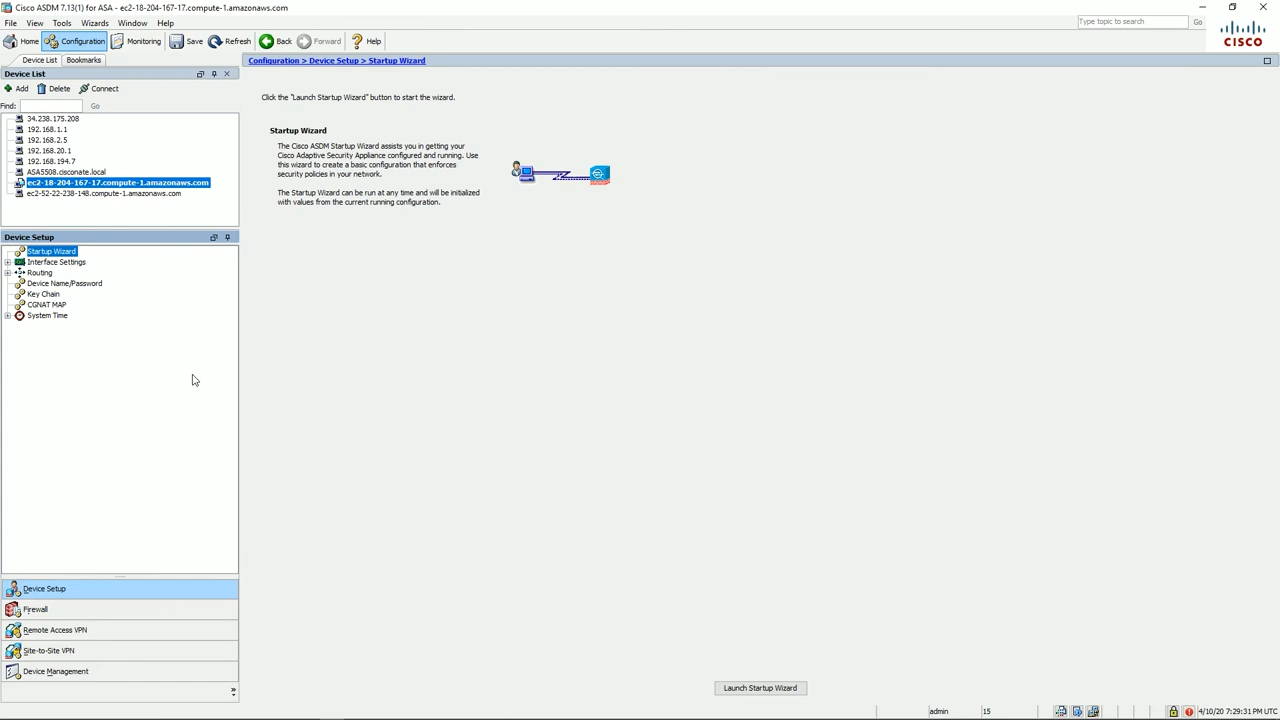 Cisco ASDM 7.13(1) for ASA - ec2-18-204-167-17.compute-1.amazonaws.com
File View Tools Wizards Window Help
Type topic to search Go
Home Configuration Monitoring Save Refresh Back Forward Help
CISCO
Device List Bookmarks
Configuration > Device Setup > Startup Wizard
Device List
Add Delete Connect
Find: Go
34.238.175.208
192.168.1.1
192.168.2.5
192.168.20.1
192.168.194.7
ASA5508.cisconate.local
ec2-18-204-167-17.compute-1.amazonaws.com
ec2-52-22-238-148.compute-1.amazonaws.com
Device Setup
Startup Wizard
Interface Settings
Routing
Device Name/Password
Key Chain
CGNAT MAP
System Time
Device Setup
Firewall
Remote Access VPN
Site-to-Site VPN
Device Management
Click the "Launch Startup Wizard" button to start the wizard.
Startup Wizard
The Cisco ASDM Startup Wizard assists you in getting your
Cisco Adaptive Security Appliance configured and running. Use
this wizard to create a basic configuration that enforces
security policies in your network.
The Startup Wizard can be run at any time and will be initialized
with values from the current running configuration.
Launch Startup Wizard
admin 15 4/10/20 7:29:31 PM UTC